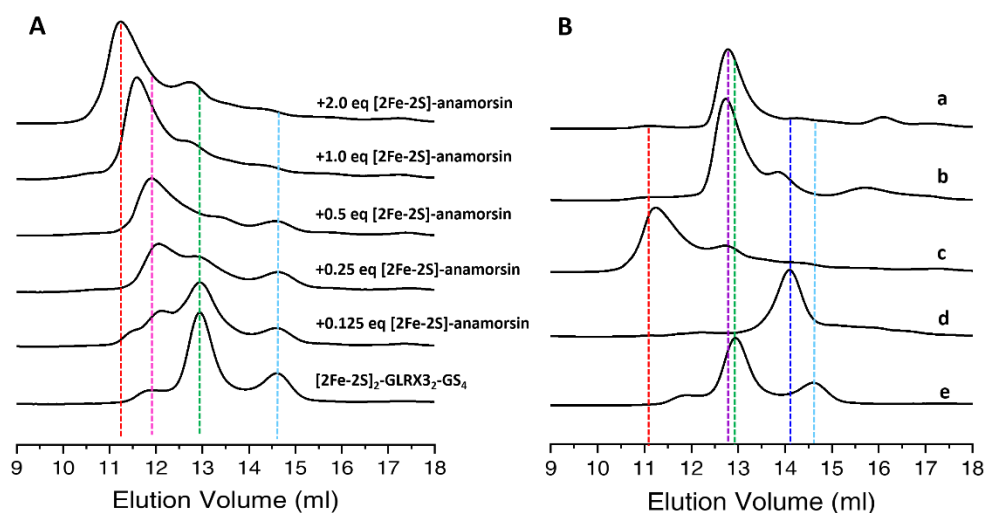 A
+2.0 eq [2Fe-2S]-anamorsin
+1.0 eq [2Fe-2S]-anamorsin
+0.5 eq [2Fe-2S]-anamorsin
+0.25 eq [2Fe-2S]-anamorsin
+0.125 eq [2Fe-2S]-anamorsin
[2Fe-2S]₂-GLRX3₂-GS₄
9 10 11 12 13 14 15 16 17 18
Elution Volume (ml)
B
a
b
c
d
e
9 10 11 12 13 14 15 16 17 18
Elution Volume (ml)